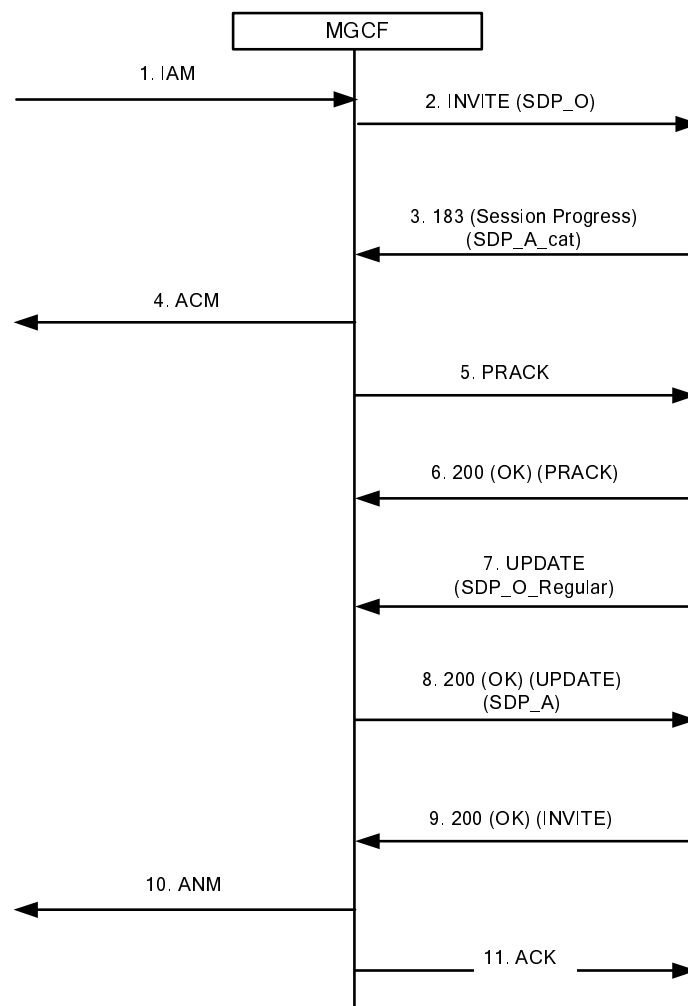 MGCF
1. IAM
2. INVITE (SDP_O)
3. 183 (Session Progress)
(SDP_A_cat)
4. ACM
5. PRACK
6. 200 (OK) (PRACK)
7. UPDATE
(SDP_O_Regular)
8. 200 (OK) (UPDATE)
(SDP_A)
9. 200 (OK) (INVITE)
10. ANM
11. ACK